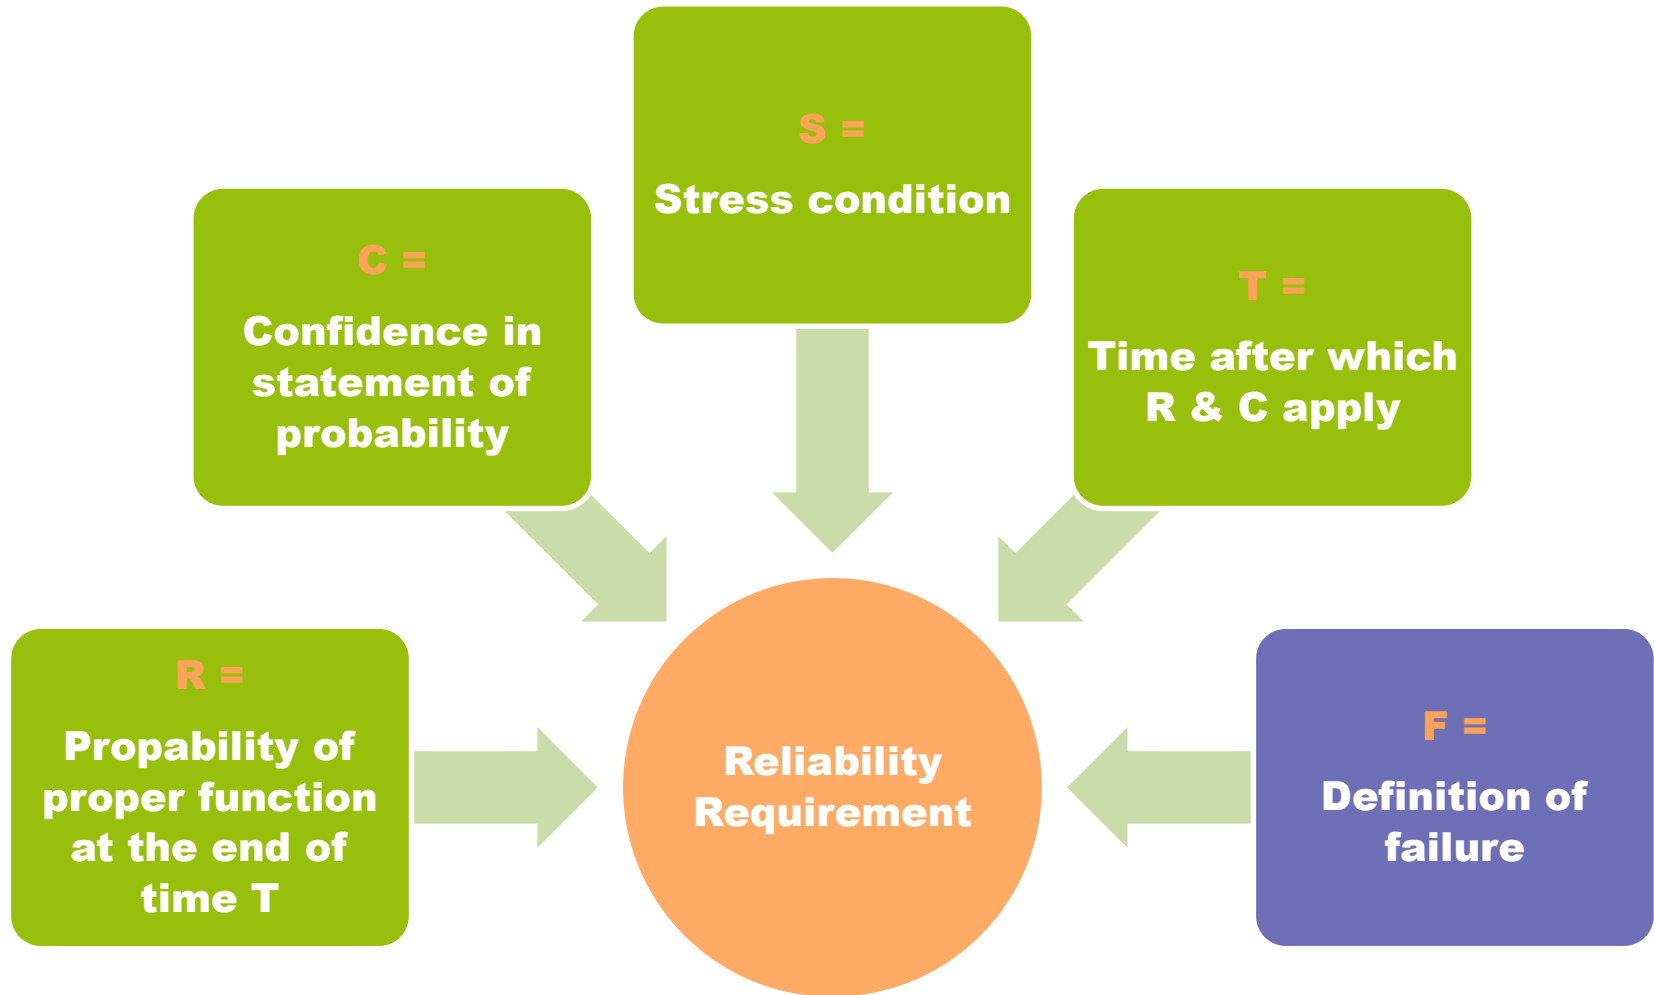 S =
Stress condition
C =
Confidence in
statement of
probability
T =
Time after which
R & C apply
R =
Propability of
proper function
at the end of
time T
Reliability
Requirement
F =
Definition of
failure